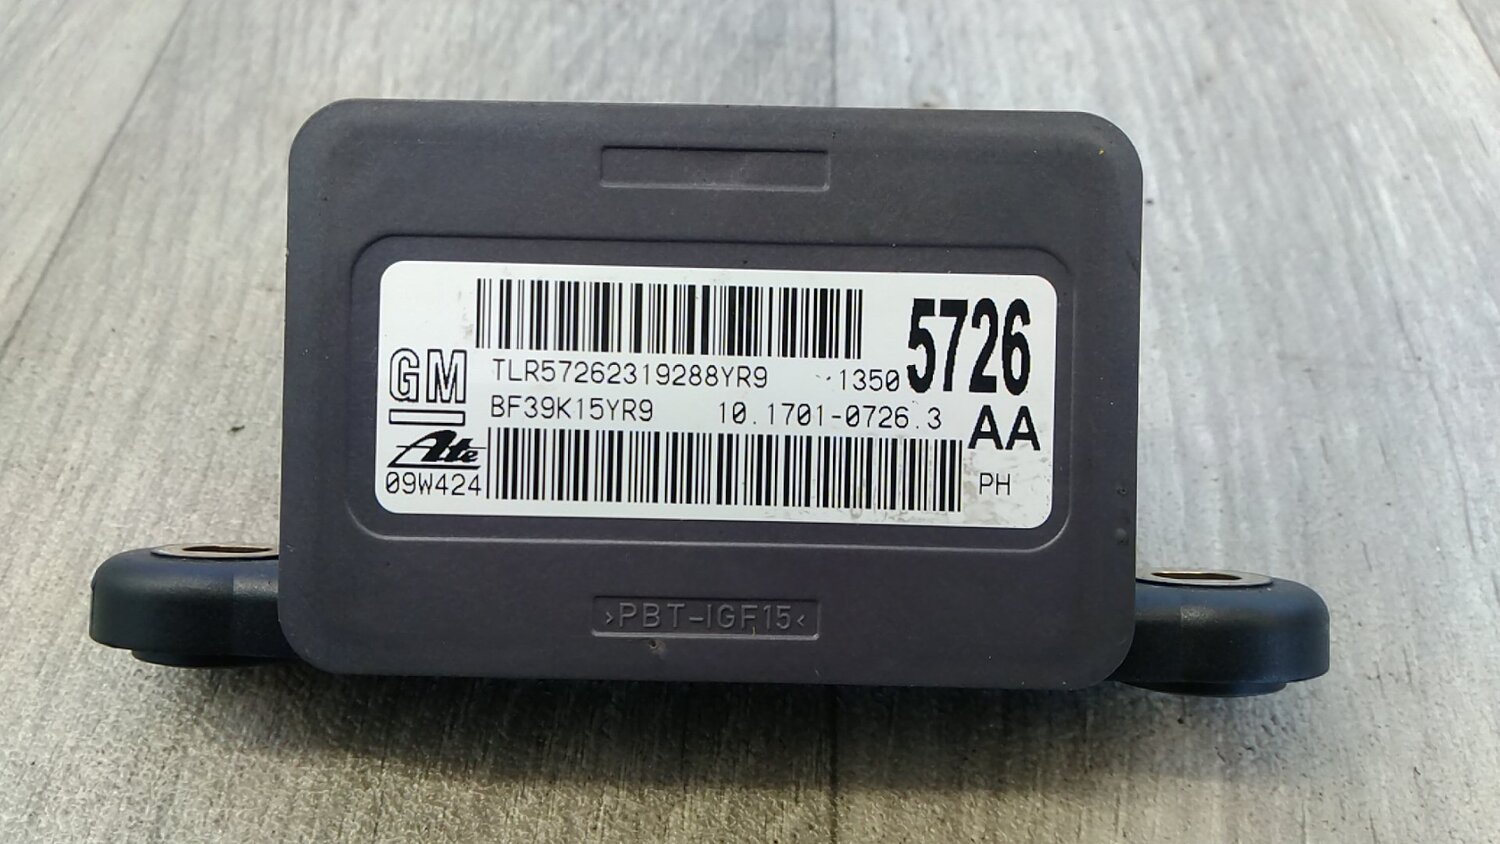 TLR57262319288YR9 1350 5726
GM BF39K15YR9 10.1701-0726.3 AA
Ate
09W424 PH
>PBT-IGF15<